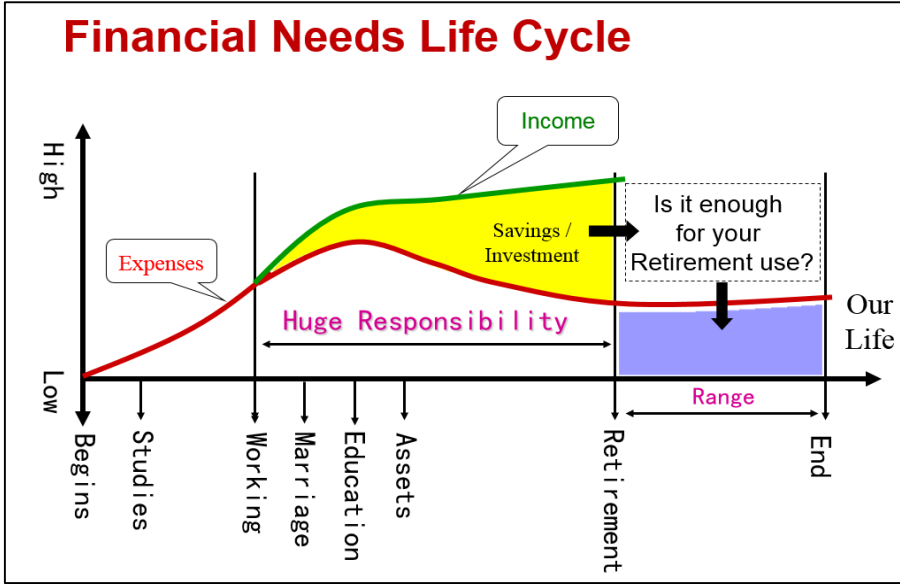 Financial Needs Life Cycle
Income
High
Is it enough
for your
Retirement use?
Savings /
Investment
Expenses
Huge Responsibility
Our
Life
Low
Range
Begins
Studies
Working
Marriage
Education
Assets
Retirement
End